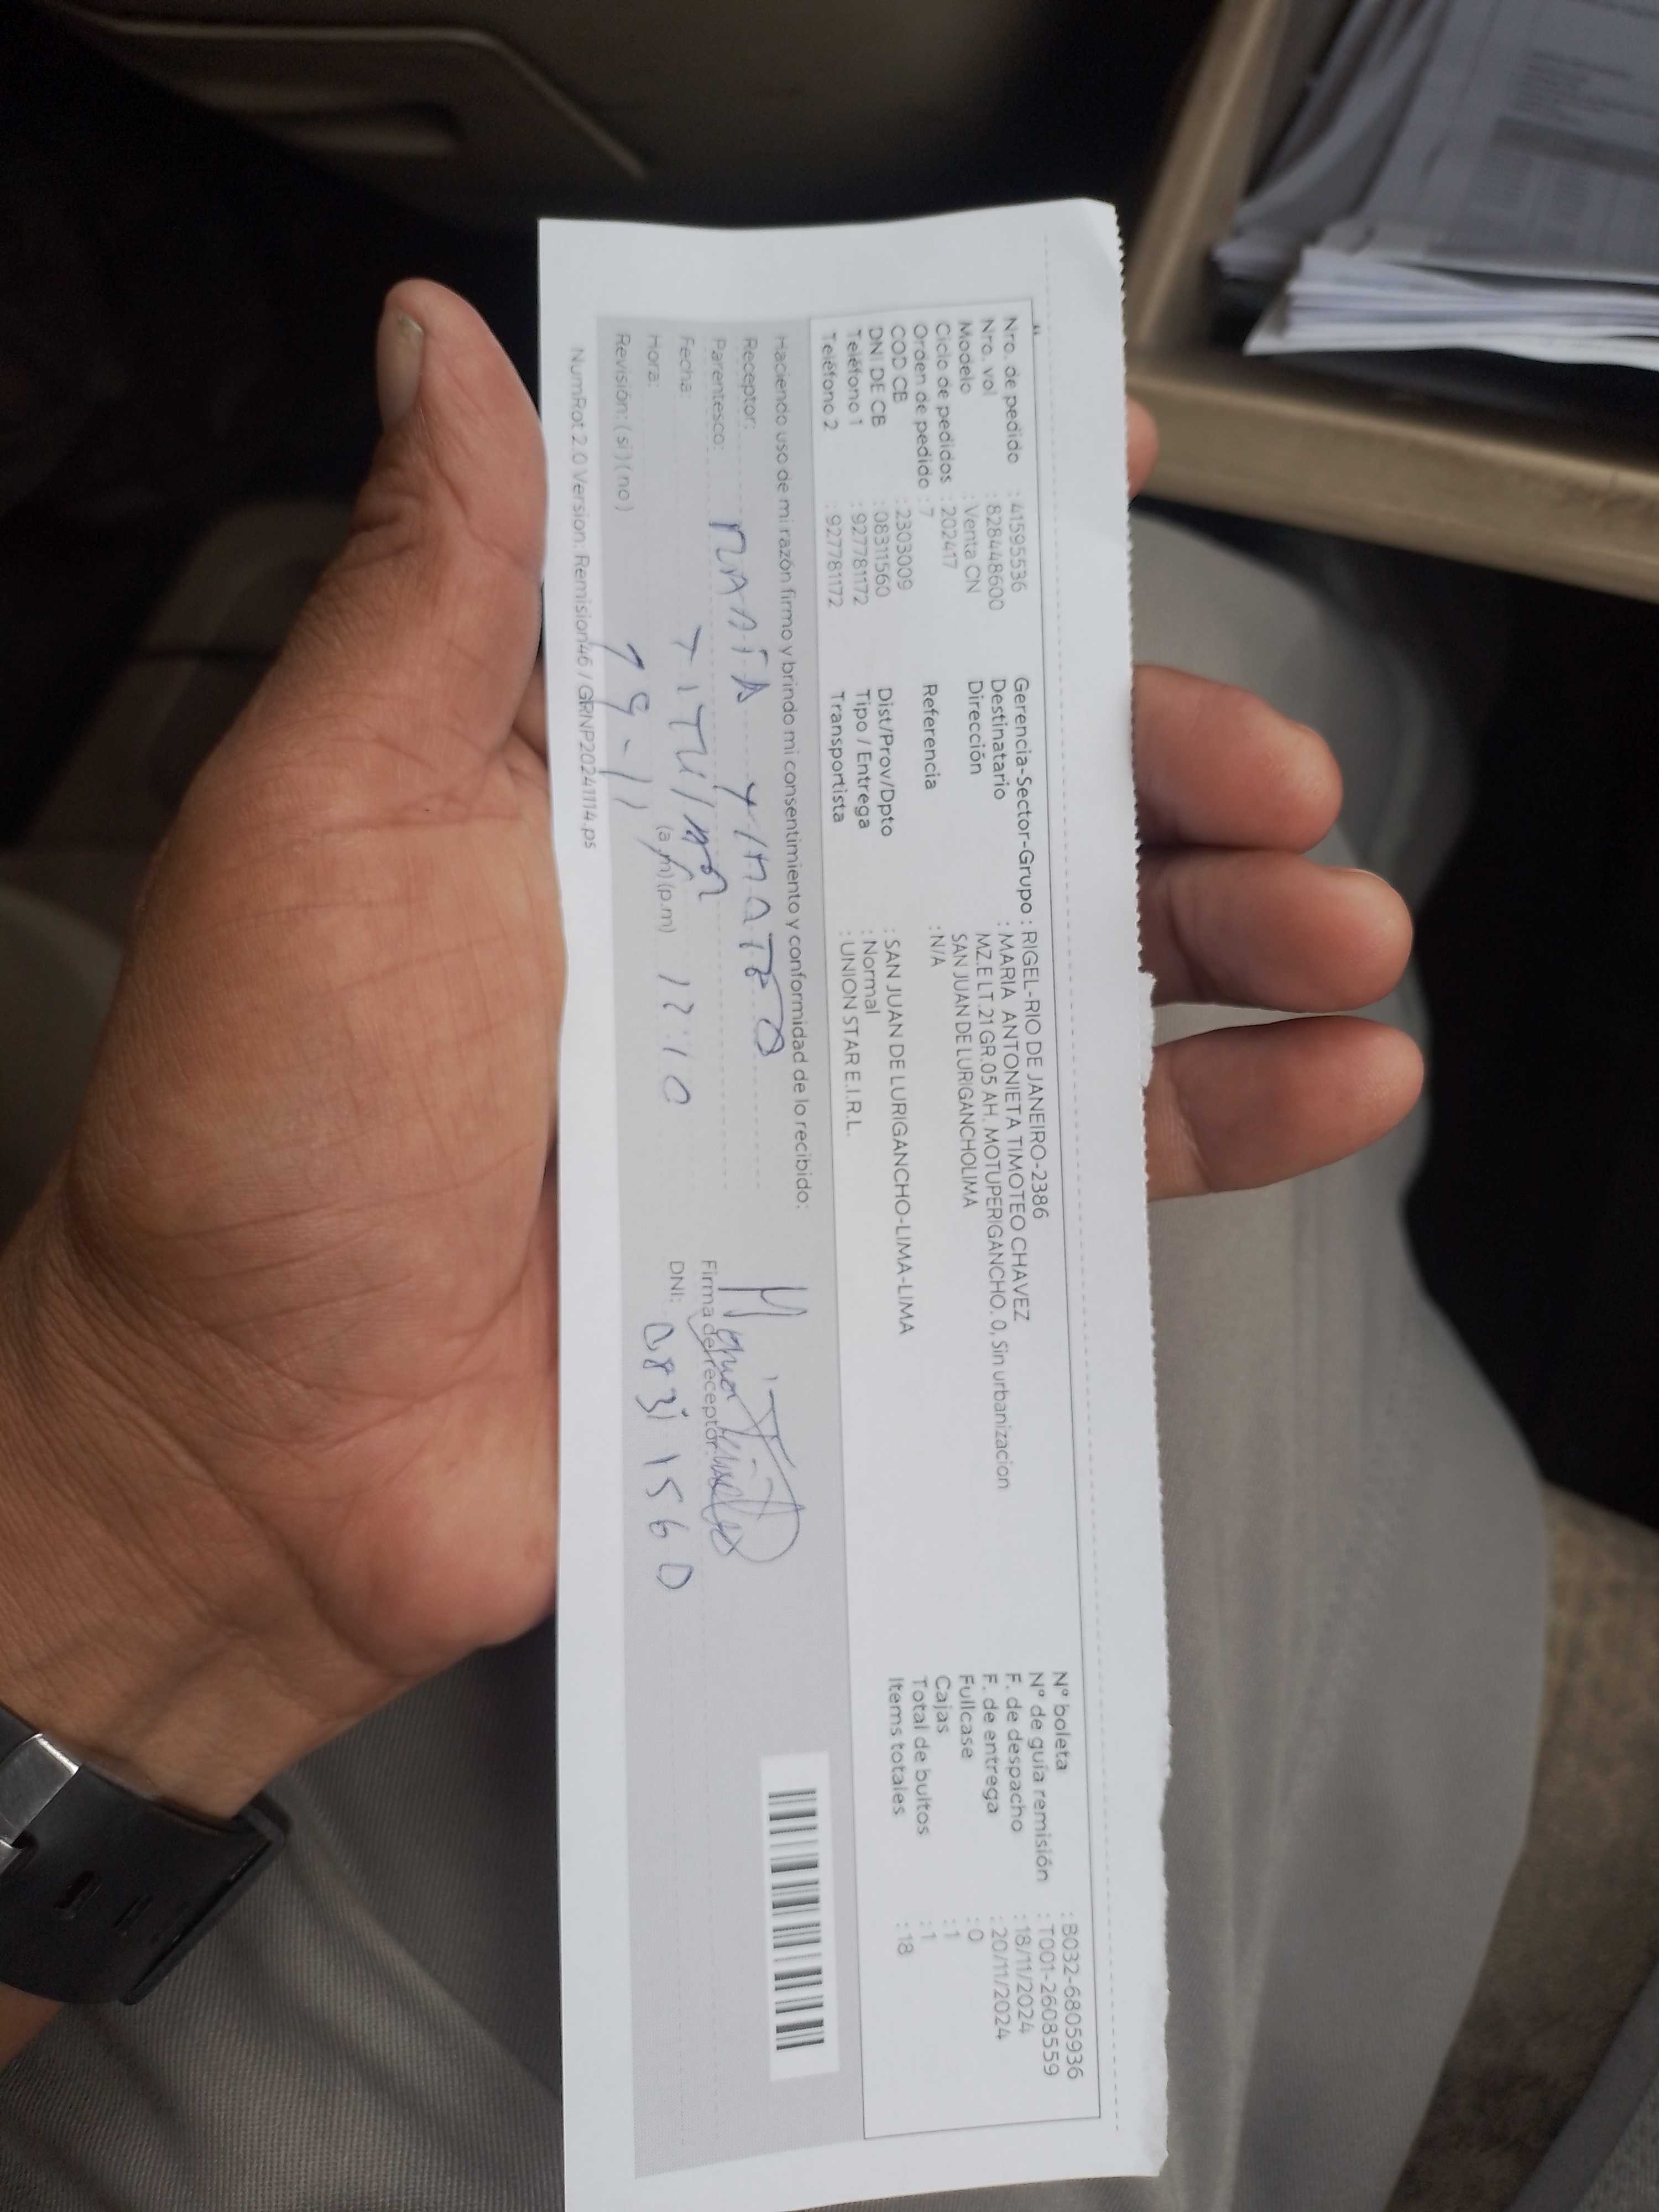 Nro. de pedido : 41595536
Nro. vol : 828448600
Modelo : Venta CN
Ciclo de pedidos : 202417
Orden de pedido : 7
COD CB : 2303009
DNI DE CB : 08311560
Teléfono 1 : 927781172
Teléfono 2 : 927781172
Gerencia-Sector-Grupo : RIGEL-RIO DE JANEIRO-2386
Destinatario : MARIA ANTONIETA TIMOTEO CHAVEZ
Dirección MZ.E LT.21 GR.05 AH. MOTUPERIGANCHO. 0, Sin urbanizacion
SAN JUAN DE LURIGANCHOLIMA
Referencia : N/A
Dist/Prov/Dpto : SAN JUAN DE LURIGANCHO-LIMA-LIMA
Tipo / Entrega : Normal
Transportista : UNION STAR E.I.R.L.
N° boleta : B032-6805936
N° de guía remisión : T001-2608559
F. de despacho : 18/11/2024
F. de entrega : 20/11/2024
Fullcase : 0
Cajas : 1
Total de bultos : 1
Items totales : 18
Haciendo uso de mi razón firmo y brindo mi consentimiento y conformidad de lo recibido:
Receptor: MARIA
Parentesco: TITULAR
Fecha: 19-11
Hora: (a.m) (p.m) 12:10
Revisión: (si) (no)
Firma del receptor:
DNI: 08311560
NumRot 2.0 Version: Remision46 / GRNP20241114.ps